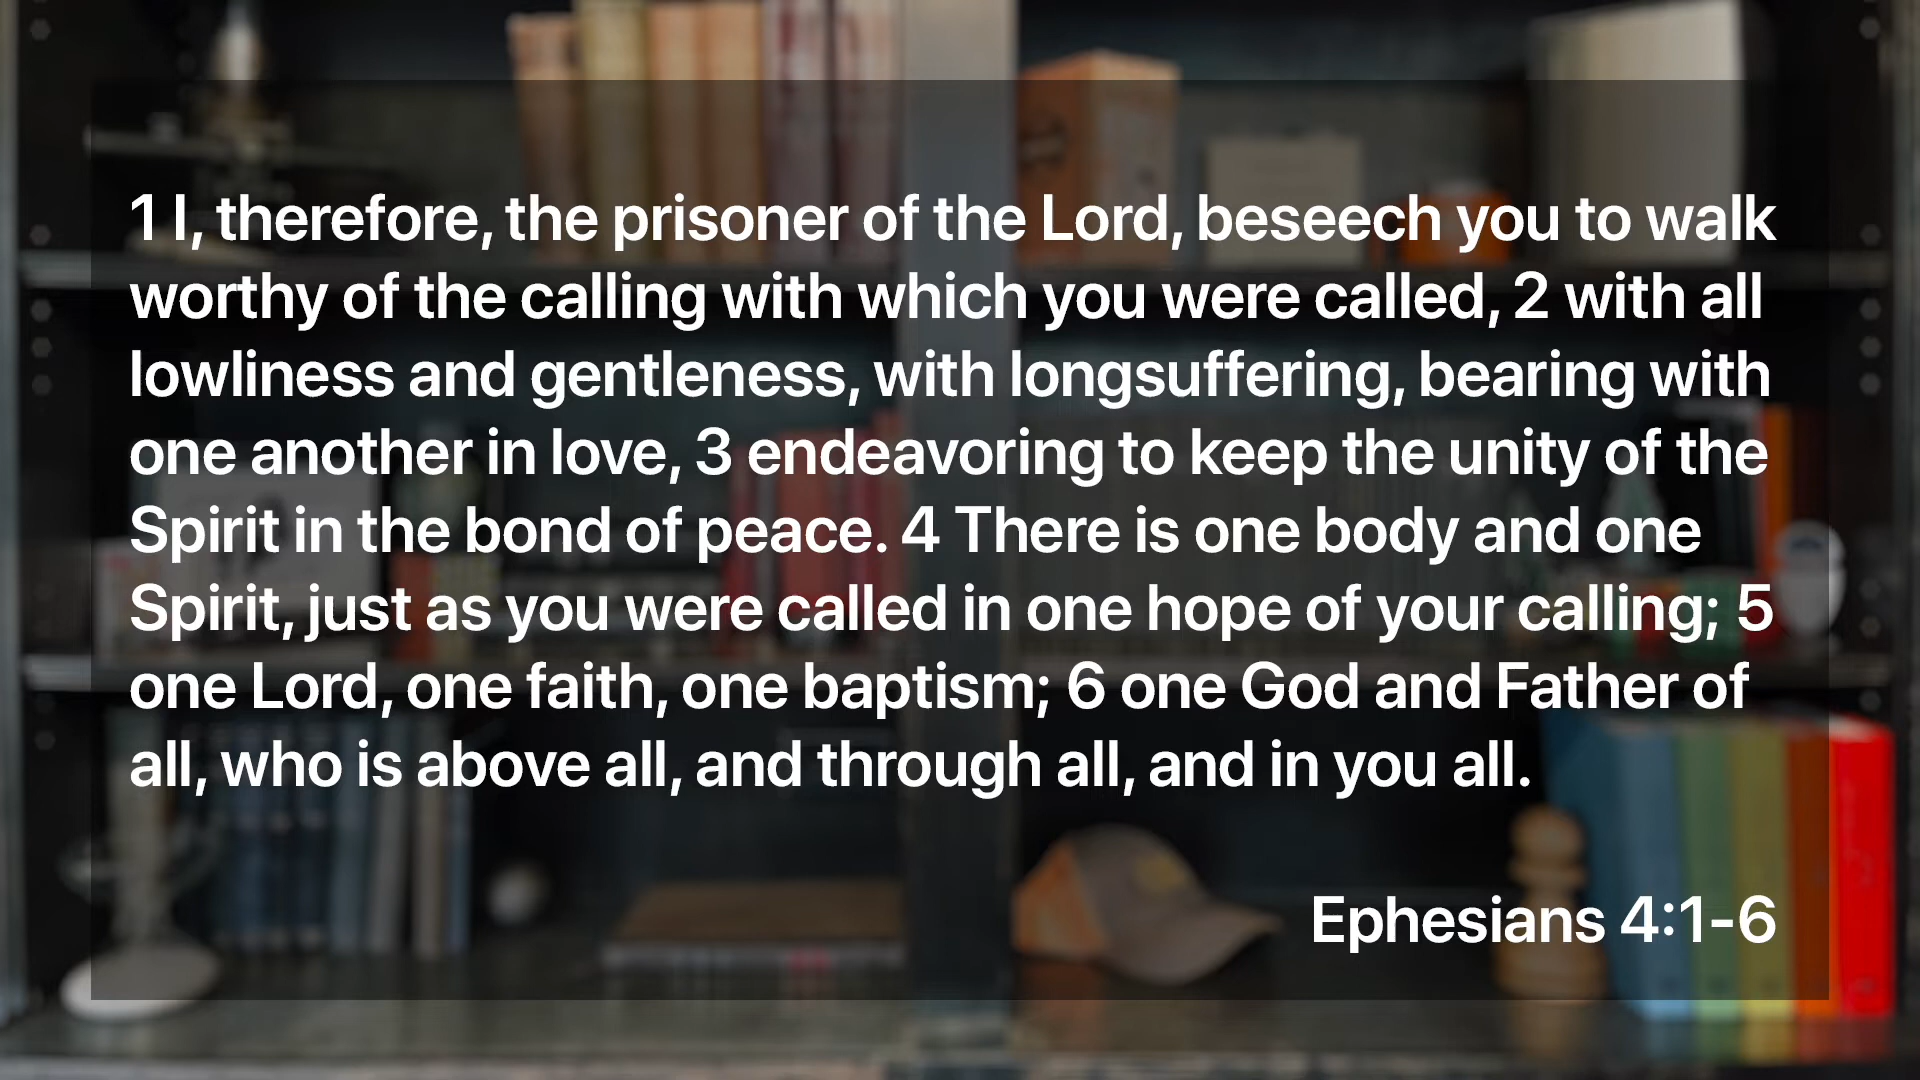 1 I, therefore, the prisoner of the Lord, beseech you to walk
worthy of the calling with which you were called, 2 with all
lowliness and gentleness, with longsuffering, bearing with
one another in love, 3 endeavoring to keep the unity of the
Spirit in the bond of peace. 4 There is one body and one
Spirit, just as you were called in one hope of your calling; 5
one Lord, one faith, one baptism; 6 one God and Father of
all, who is above all, and through all, and in you all.
Ephesians 4:1-6